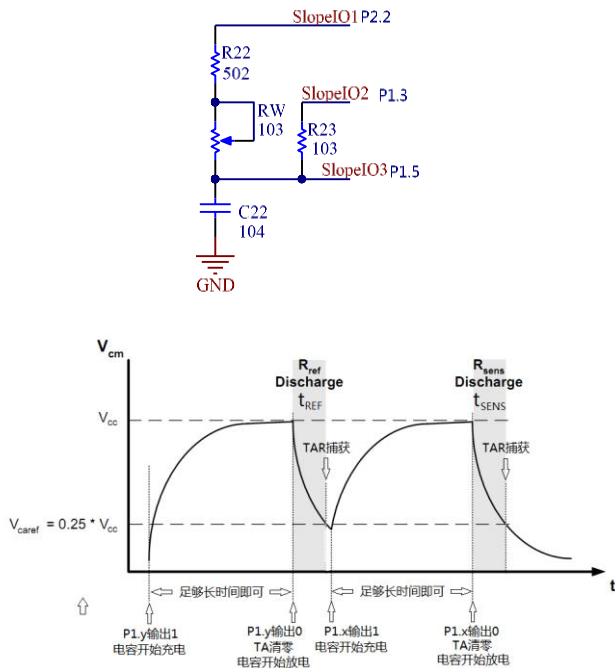 SlopeIO1 P2.2
R22
502
SlopeIO2 P1.3
RW
103
R23
103
SlopeIO3 P1.5
C22
104
GND
Vcm
Rref
Discharge
tREF
Rsens
Discharge
tSENS
Vcc
TAR捕获
TAR捕获
Vcaref = 0.25 * Vcc
t
足够长时间即可
足够长时间即可
P1.y输出1
电容开始充电
P1.y输出0
TA清零
电容开始放电
P1.x输出1
电容开始充电
P1.x输出0
TA清零
电容开始放电